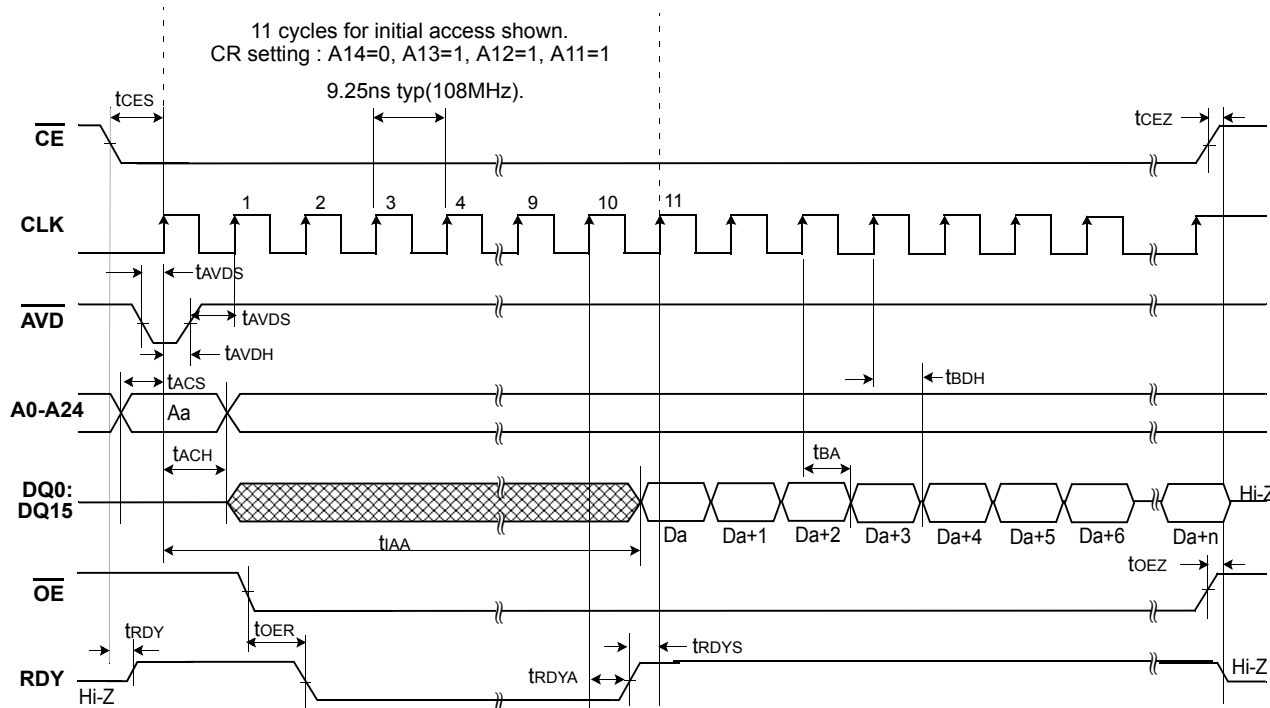 11 cycles for initial access shown.
CR setting : A14=0, A13=1, A12=1, A11=1
9.25ns typ(108MHz).
tCES
tCEZ
CE
1 2 3 4 9 10 11
CLK
tAVDS
AVD
tAVDS
tAVDH
tACS
tBDH
A0-A24
Aa
tACH
tBA
DQ0:
DQ15
Hi-Z
Da Da+1 Da+2 Da+3 Da+4 Da+5 Da+6 Da+n
tIAA
tOEZ
OE
tRDY
tOER
tRDYS
RDY
tRDYA
Hi-Z
Hi-Z